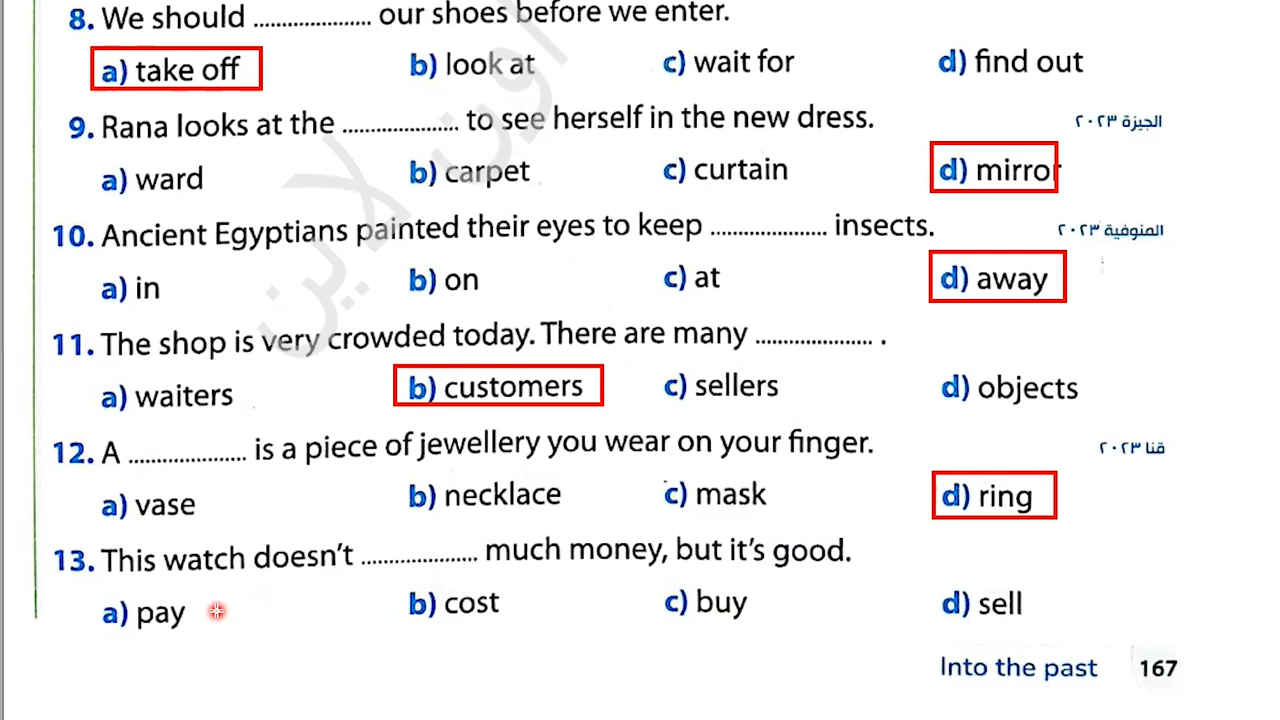 8. We should ..................... our shoes before we enter.
a) take off b) look at c) wait for d) find out
9. Rana looks at the ..................... to see herself in the new dress. الجيزة ٢٠٢٣
a) ward b) carpet c) curtain d) mirror
10. Ancient Egyptians painted their eyes to keep ..................... insects. المنوفية ٢٠٢٣
a) in b) on c) at d) away
11. The shop is very crowded today. There are many ..................... .
a) waiters b) customers c) sellers d) objects
12. A ..................... is a piece of jewellery you wear on your finger. قنا ٢٠٢٣
a) vase b) necklace c) mask d) ring
13. This watch doesn't ..................... much money, but it's good.
a) pay b) cost c) buy d) sell
Into the past 167
اون لاين